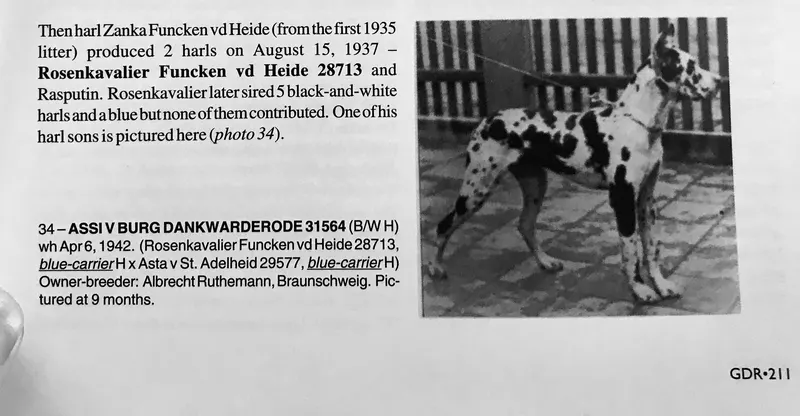 Then harl Zanka Funcken vd Heide (from the first 1935
litter) produced 2 harls on August 15, 1937 –
Rosenkavalier Funcken vd Heide 28713 and
Rasputin. Rosenkavalier later sired 5 black-and-white
harls and a blue but none of them contributed. One of his
harl sons is pictured here (photo 34).
34 – ASSI V BURG DANKWARDERODE 31564 (B/W H)
wh Apr 6, 1942. (Rosenkavalier Funcken vd Heide 28713,
blue-carrier H x Asta v St. Adelheid 29577, blue-carrier H)
Owner-breeder: Albrecht Ruthemann, Braunschweig. Pic-
tured at 9 months.
GDR•211